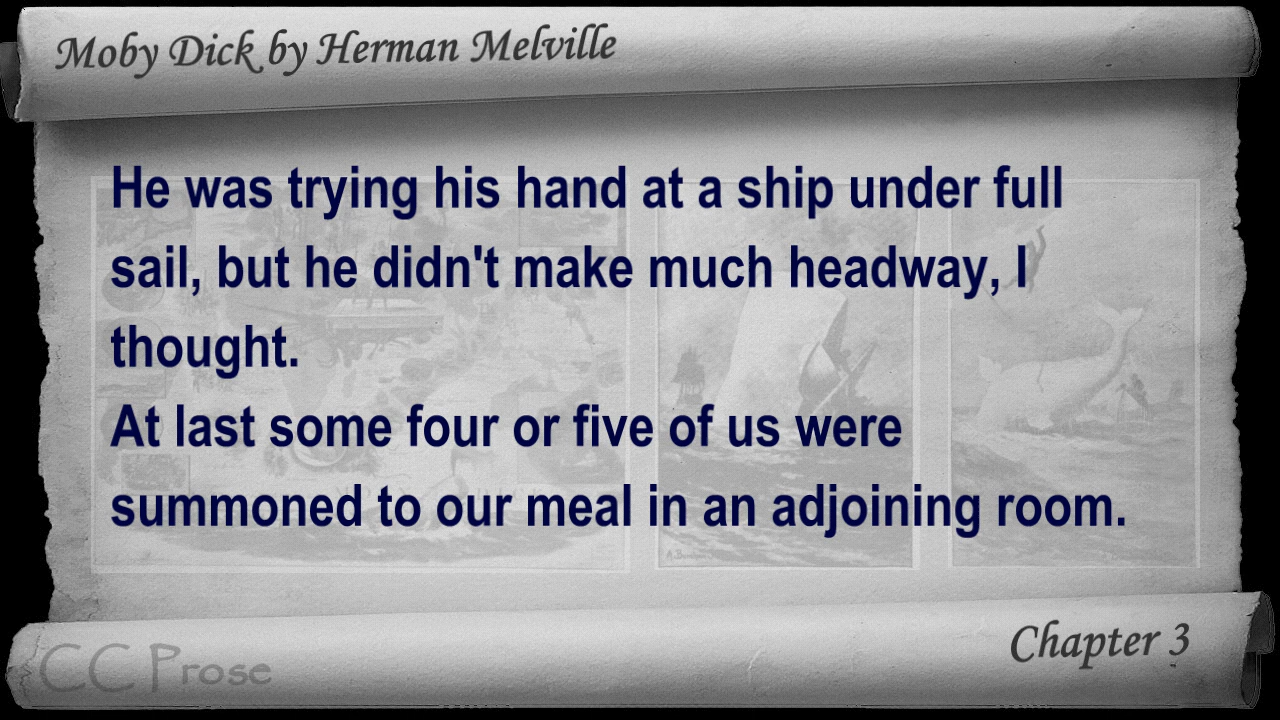 Moby Dick by Herman Melville
He was trying his hand at a ship under full
sail, but he didn't make much headway, I
thought.
At last some four or five of us were
summoned to our meal in an adjoining room.
Chapter 3
CC Prose